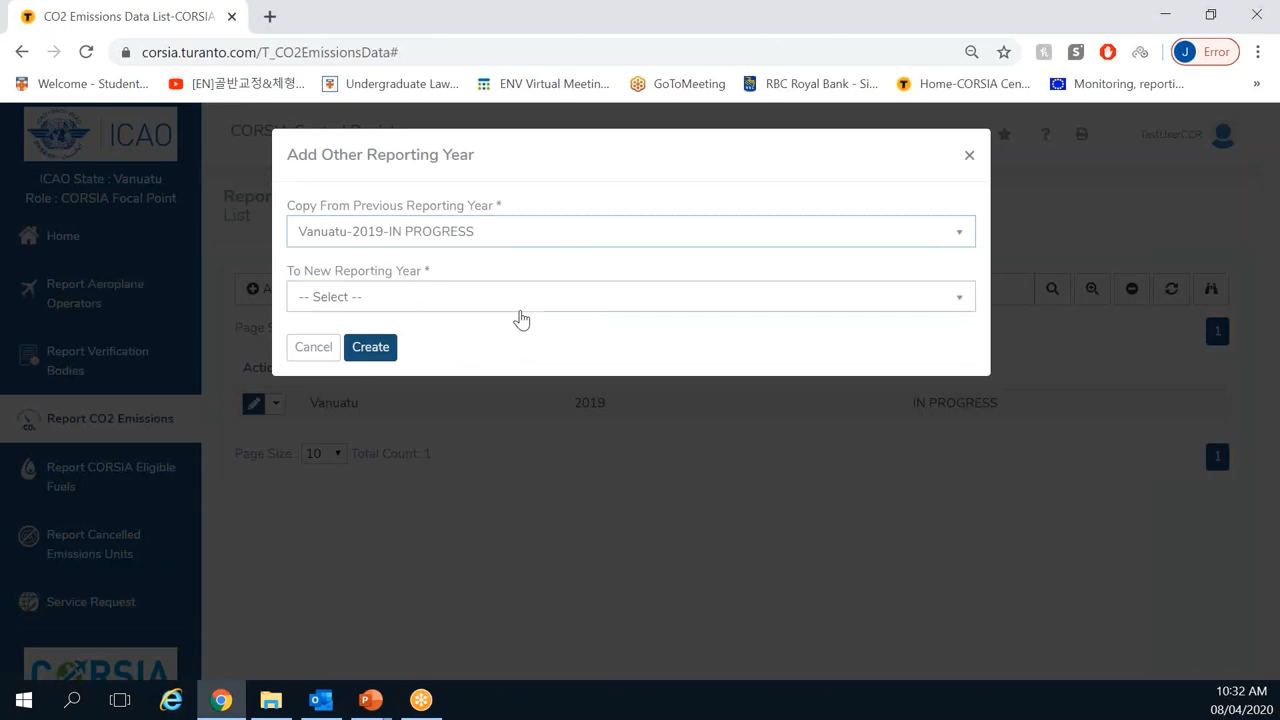 CO2 Emissions Data List-CORSIA
corsia.turanto.com/T_CO2EmissionsData#
J Error
Welcome - Student...
[EN]골반교정&체형...
Undergraduate Law...
ENV Virtual Meetin...
GoToMeeting
RBC Royal Bank - Si...
Home-CORSIA Cen...
Monitoring, reporti...
»
ICAO
ICAO State : Vanuatu
Role : CORSIA Focal Point
Home
Report Aeroplane
Operators
Report Verification
Bodies
Report CO2 Emissions
Report CORSIA Eligible
Fuels
Report Cancelled
Emissions Units
Service Request
CORSIA
TestUserCCR
Report
List
Add Other Reporting Year
Copy From Previous Reporting Year *
Vanuatu-2019-IN PROGRESS
To New Reporting Year *
-- Select --
Cancel Create
1
Vanuatu 2019 IN PROGRESS
Page Size.. 10 Total Count: 1
1
10:32 AM
08/04/2020